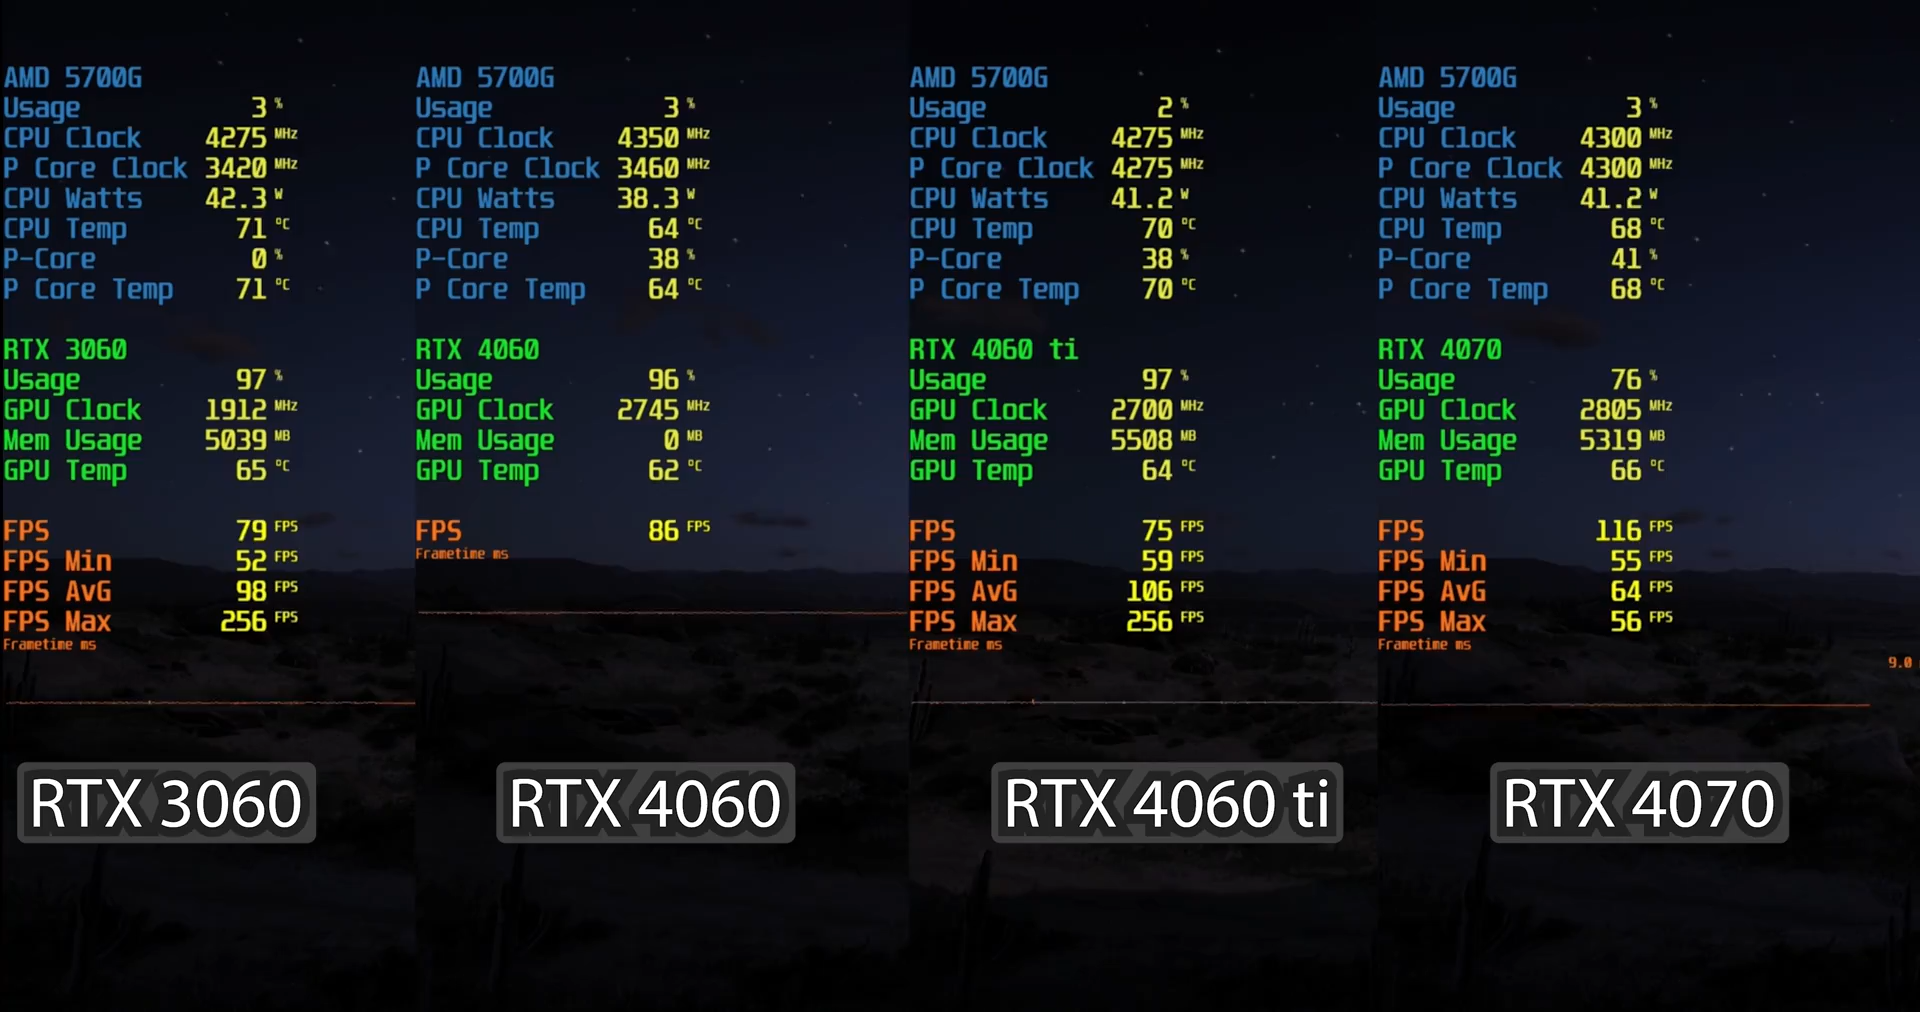 AMD 5700G
Usage 3 %
CPU Clock 4275 MHz
P Core Clock 3420 MHz
CPU Watts 42.3 W
CPU Temp 71 °C
P-Core 0 %
P Core Temp 71 °C
RTX 3060
Usage 97 %
GPU Clock 1912 MHz
Mem Usage 5039 MB
GPU Temp 65 °C
FPS 79 FPS
FPS Min 52 FPS
FPS AvG 98 FPS
FPS Max 256 FPS
Frametime ms
RTX 3060
AMD 5700G
Usage 3 %
CPU Clock 4350 MHz
P Core Clock 3460 MHz
CPU Watts 38.3 W
CPU Temp 64 °C
P-Core 38 %
P Core Temp 64 °C
RTX 4060
Usage 96 %
GPU Clock 2745 MHz
Mem Usage 0 MB
GPU Temp 62 °C
FPS 86 FPS
Frametime ms
RTX 4060
AMD 5700G
Usage 2 %
CPU Clock 4275 MHz
P Core Clock 4275 MHz
CPU Watts 41.2 W
CPU Temp 70 °C
P-Core 38 %
P Core Temp 70 °C
RTX 4060 ti
Usage 97 %
GPU Clock 2700 MHz
Mem Usage 5508 MB
GPU Temp 64 °C
FPS 75 FPS
FPS Min 59 FPS
FPS AvG 106 FPS
FPS Max 256 FPS
Frametime ms
RTX 4060 ti
AMD 5700G
Usage 3 %
CPU Clock 4300 MHz
P Core Clock 4300 MHz
CPU Watts 41.2 W
CPU Temp 68 °C
P-Core 41 %
P Core Temp 68 °C
RTX 4070
Usage 76 %
GPU Clock 2805 MHz
Mem Usage 5319 MB
GPU Temp 66 °C
FPS 116 FPS
FPS Min 55 FPS
FPS AvG 64 FPS
FPS Max 56 FPS
Frametime ms
9.0
RTX 4070